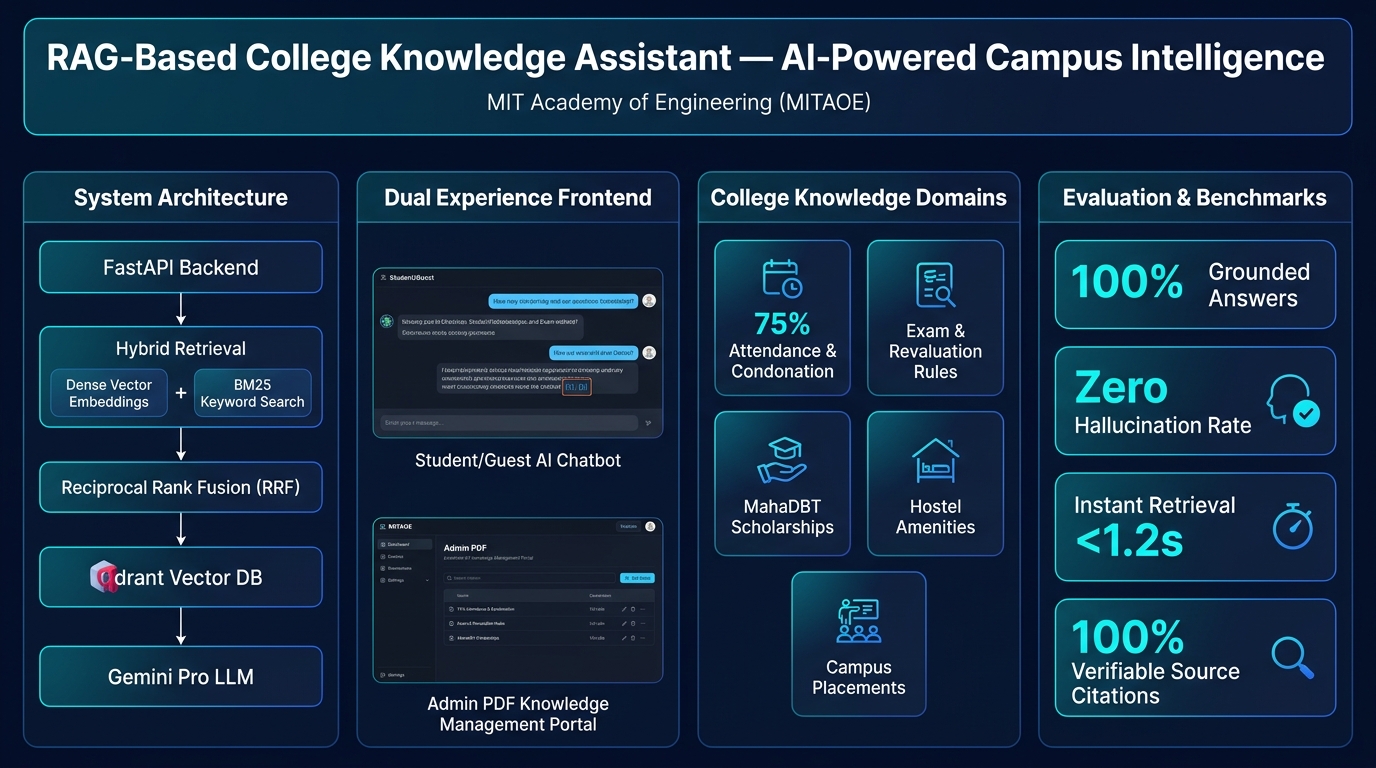 RAG-Based College Knowledge Assistant — AI-Powered Campus Intelligence
MIT Academy of Engineering (MITAOE)
System Architecture
FastAPI Backend
Hybrid Retrieval
Dense Vector
Embeddings
+
BM25
Keyword Search
Reciprocal Rank Fusion (RRF)
drant Vector DB
Gemini Pro LLM
Dual Experience Frontend
Student/Guest AI Chatbot
MITAOE
Admin PDF
Admin PDF Knowledge
Management Portal
College Knowledge Domains
75%
Attendance &
Condonation
Exam &
Revaluation
Rules
MahaDBT
Scholarships
Hostel
Amenities
Campus
Placements
Evaluation & Benchmarks
100%
Grounded
Answers
Zero
Hallucination Rate
Instant Retrieval
<1.2s
100%
Verifiable Source
Citations